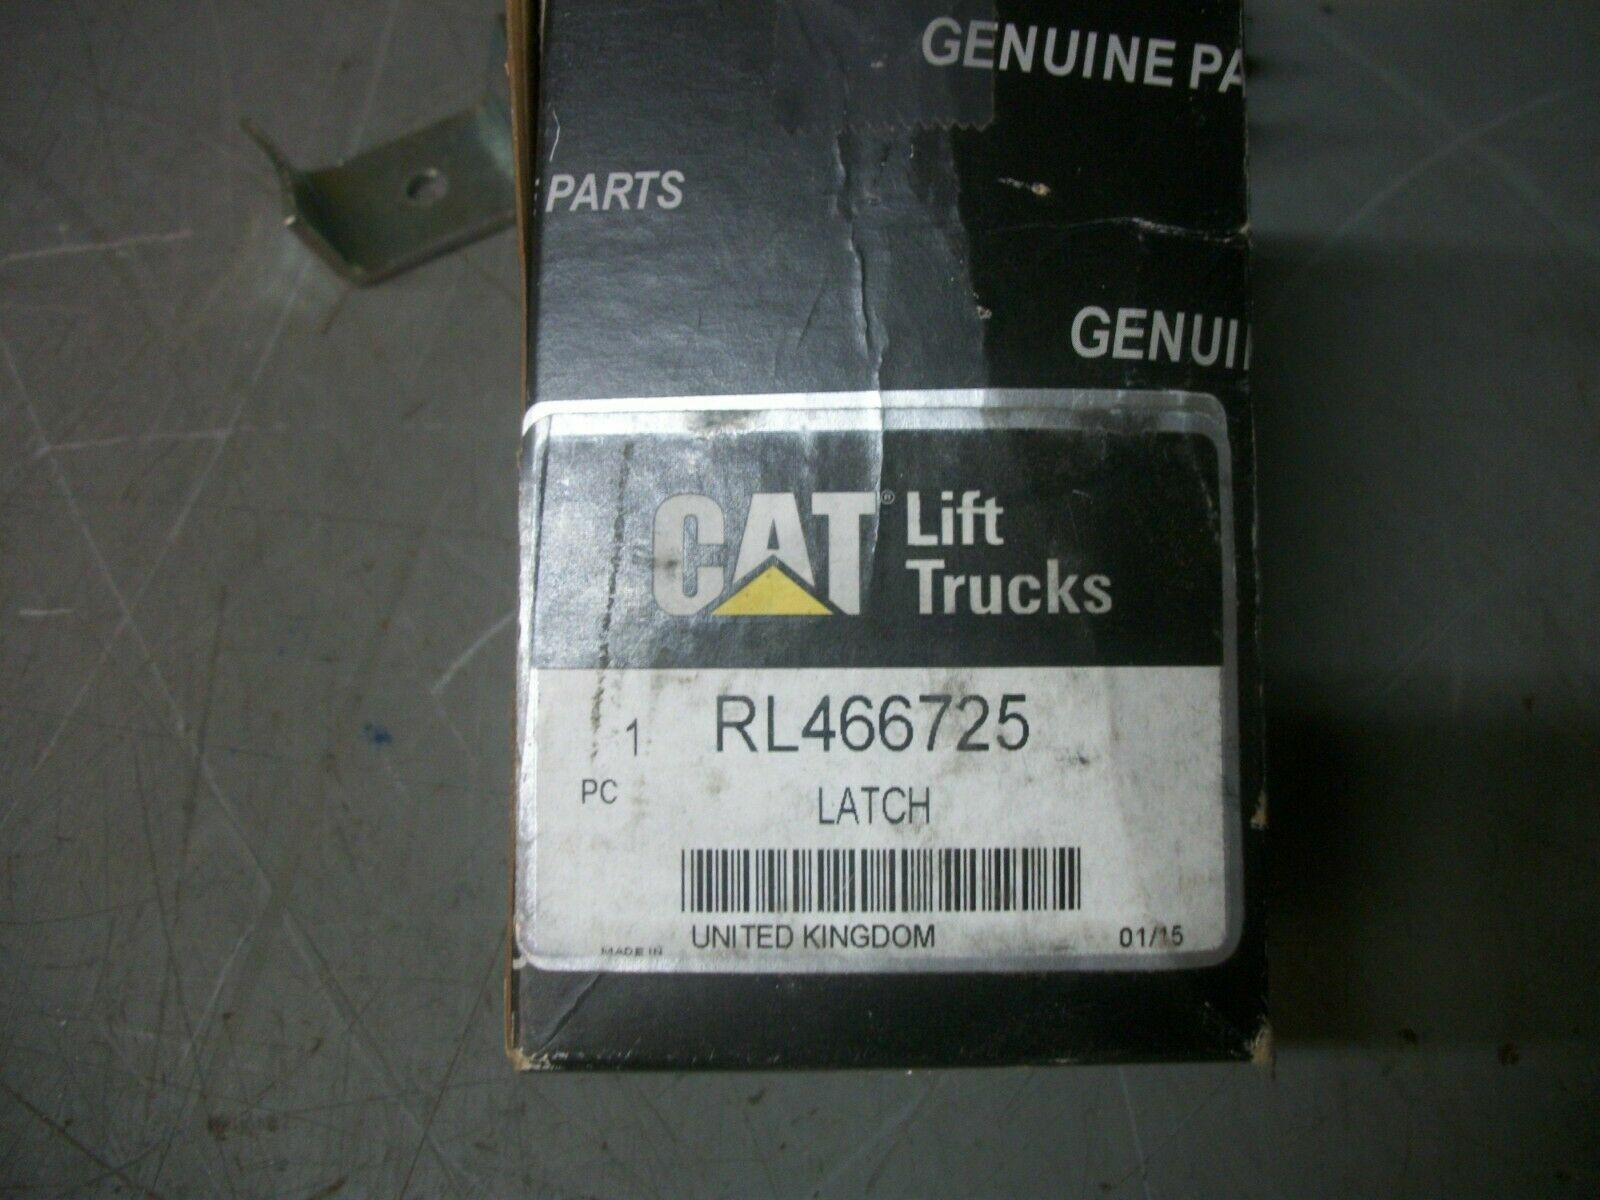 GENUINE PA
PARTS
GENUI
CAT® Lift
Trucks
1 RL466725
PC LATCH
MADE IN UNITED KINGDOM 01/15